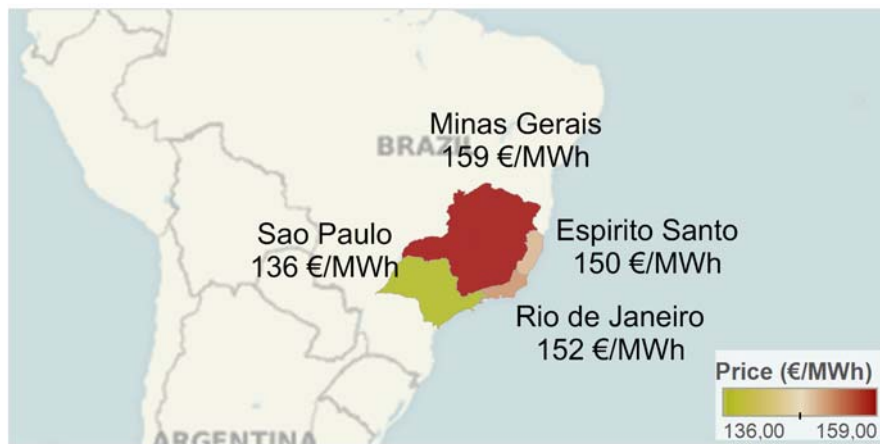 Minas Gerais
BRAZIL
159 €/MWh
Sao Paulo
136 €/MWh
Espirito Santo
150 €/MWh
Rio de Janeiro
152 €/MWh
Price (€/MWh)
136,00 159,00
ARGENTINA